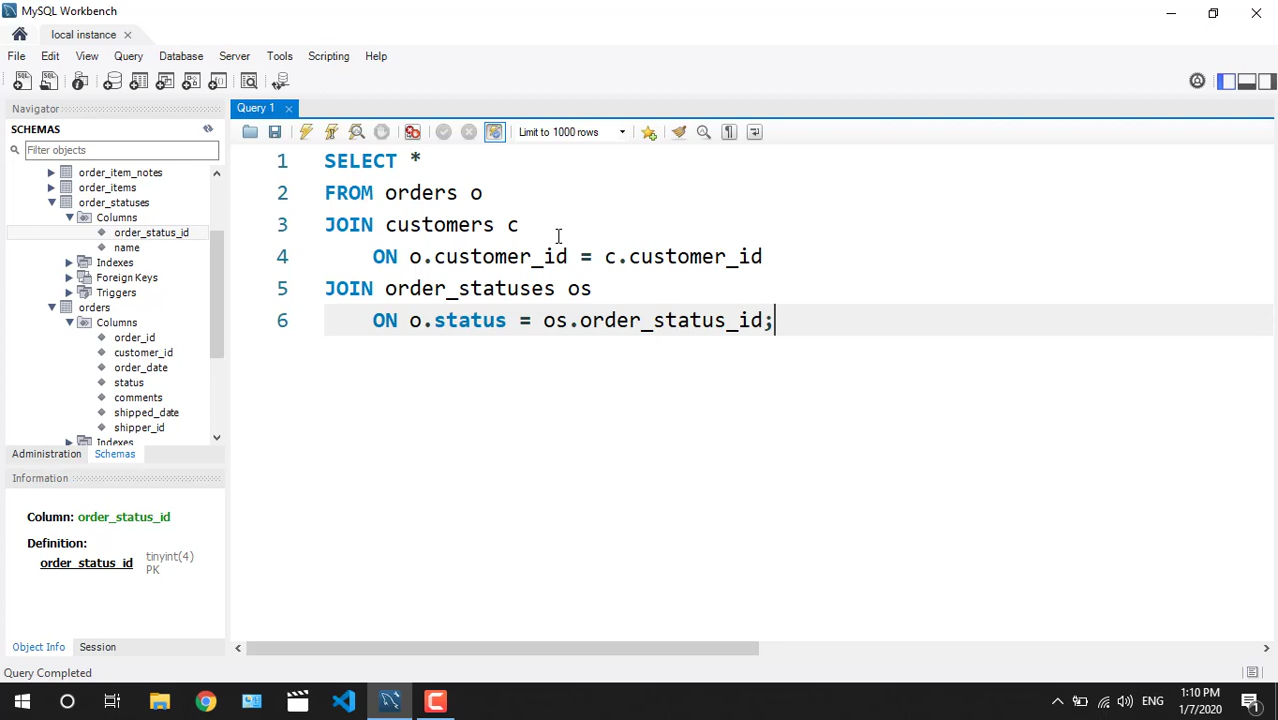 MySQL Workbench
local instance
File Edit View Query Database Server Tools Scripting Help
Navigator
SCHEMAS
Filter objects
order_item_notes
order_items
order_statuses
Columns
order_status_id
name
Indexes
Foreign Keys
Triggers
orders
Columns
order_id
customer_id
order_date
status
comments
shipped_date
shipper_id
Indexes
Administration Schemas
Information
Column: order_status_id
Definition:
order_status_id tinyint(4)
PK
Object Info Session
Query 1
Limit to 1000 rows
1 SELECT *
2 FROM orders o
3 JOIN customers c
4 ON o.customer_id = c.customer_id
5 JOIN order_statuses os
6 ON o.status = os.order_status_id;
Query Completed
ENG
1:10 PM
1/7/2020
1